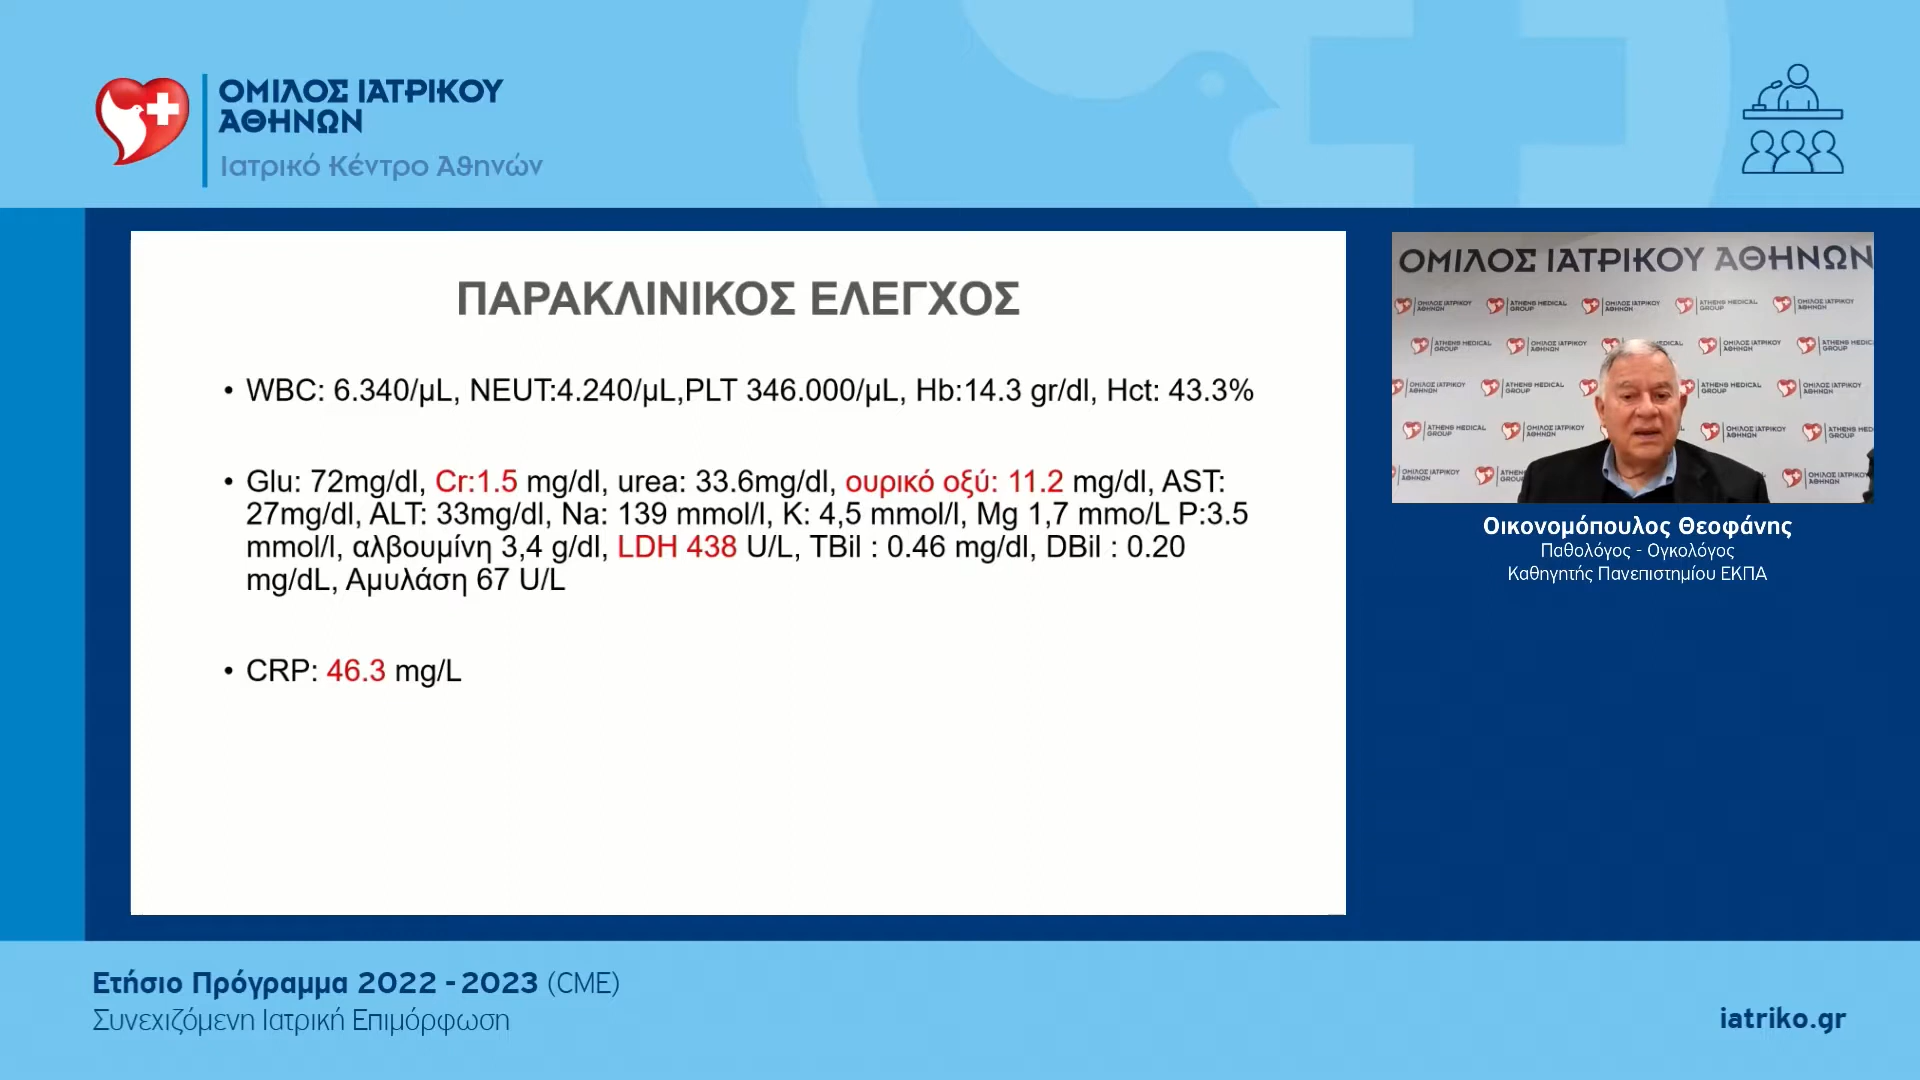 ΟΜΙΛΟΣ ΙΑΤΡΙΚΟΥ
ΑΘΗΝΩΝ
Ιατρικό Κέντρο Αθηνών
ΠΑΡΑΚΛΙΝΙΚΟΣ ΕΛΕΓΧΟΣ
• WBC: 6.340/μL, NEUT:4.240/μL,PLT 346.000/μL, Hb:14.3 gr/dl, Hct: 43.3%
• Glu: 72mg/dl, Cr:1.5 mg/dl, urea: 33.6mg/dl, ουρικό οξύ: 11.2 mg/dl, AST:
27mg/dl, ALT: 33mg/dl, Na: 139 mmol/l, K: 4,5 mmol/l, Mg 1,7 mmo/L P:3.5
mmol/l, αλβουμίνη 3,4 g/dl, LDH 438 U/L, TBil : 0.46 mg/dl, DBil : 0.20
mg/dL, Αμυλάση 67 U/L
• CRP: 46.3 mg/L
ΟΜΙΛΟΣ ΙΑΤΡΙΚΟΥ ΑΘΗΝΩΝ
Οικονομόπουλος Θεοφάνης
Παθολόγος - Ογκολόγος
Καθηγητής Πανεπιστημίου ΕΚΠΑ
Ετήσιο Πρόγραμμα 2022 - 2023 (CME)
Συνεχιζόμενη Ιατρική Επιμόρφωση
iatriko.gr